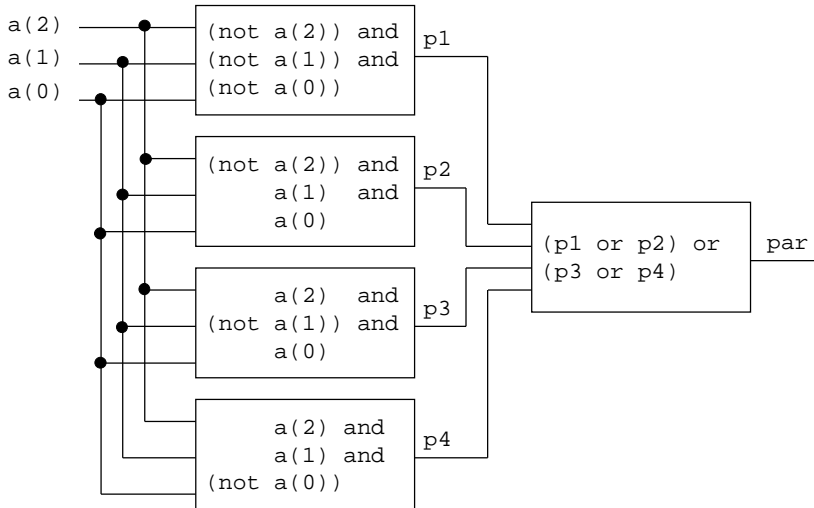 a(2)
a(1)
a(0)
(not a(2)) and
(not a(1)) and
(not a(0))
p1
(not a(2)) and
a(1) and
a(0)
p2
a(2) and
(not a(1)) and
a(0)
p3
a(2) and
a(1) and
(not a(0))
p4
(p1 or p2) or
(p3 or p4)
par